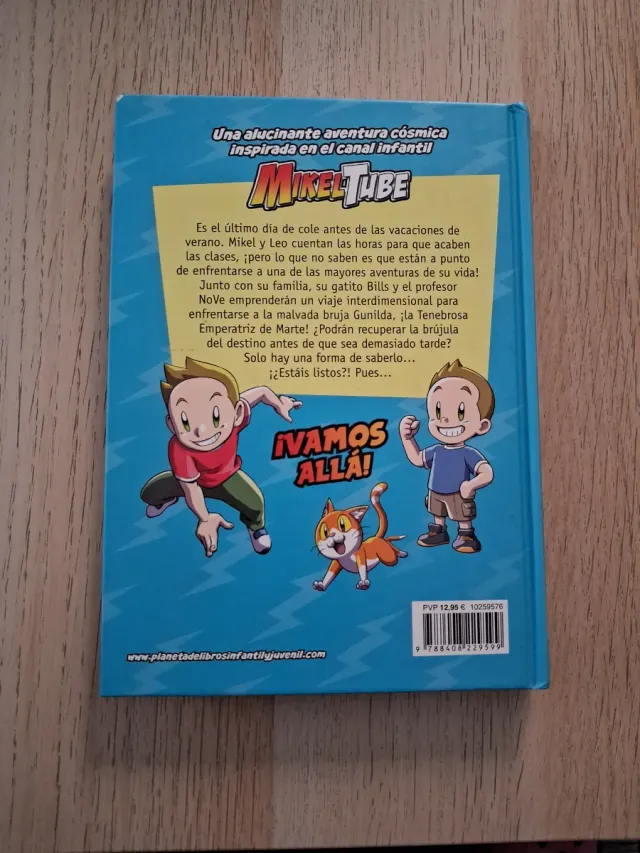 Una alucinante aventura cósmica
inspirada en el canal infantil
MIKELTUBE
Es el último día de cole antes de las vacaciones de
verano. Mikel y Leo cuentan las horas para que acaben
las clases, ¡pero lo que no saben es que están a punto
de enfrentarse a una de las mayores aventuras de su vida!
Junto con su familia, su gatito Bills y el profesor
NoVe emprenderán un viaje interdimensional para
enfrentarse a la malvada bruja Gunilda, ¡la Tenebrosa
Emperatriz de Marte! ¿Podrán recuperar la brújula
del destino antes de que sea demasiado tarde?
Solo hay una forma de saberlo...
¡¿Estáis listos?! Pues...
¡VAMOS
ALLÁ!
PVP 12,95 € 10259576
9 788408 229599
www.planetadelibrosinfantilyjuvenil.com